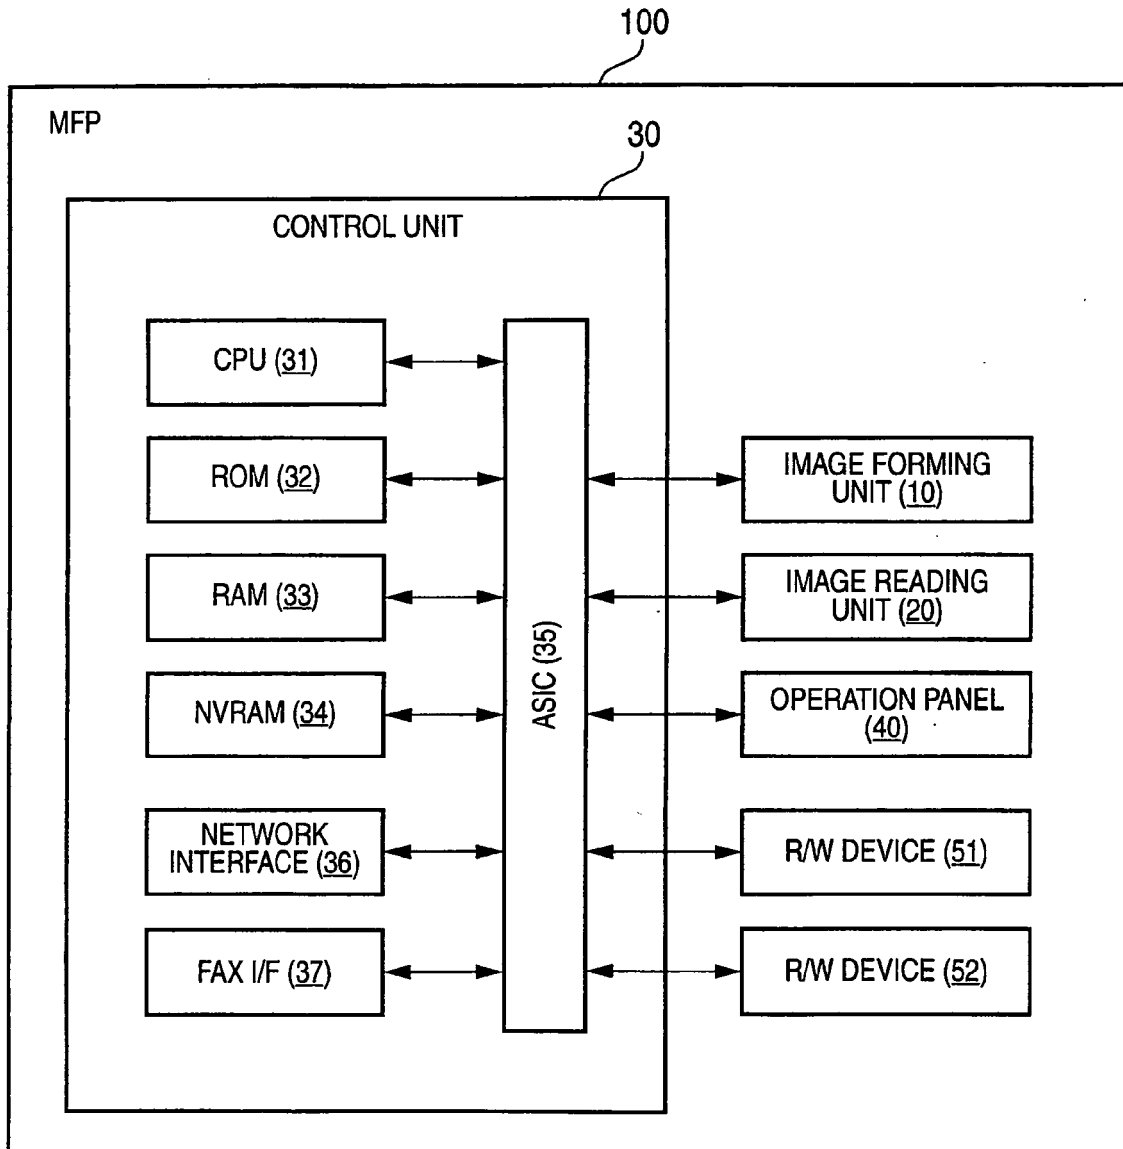 100
MFP
30
CONTROL UNIT
CPU (31)
ROM (32)
RAM (33)
NVRAM (34)
NETWORK
INTERFACE (36)
FAX I/F (37)
ASIC (35)
IMAGE FORMING
UNIT (10)
IMAGE READING
UNIT (20)
OPERATION PANEL
(40)
R/W DEVICE (51)
R/W DEVICE (52)